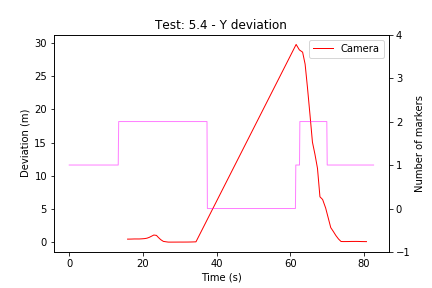 Test: 5.4 - Y deviation
Camera
30
25
20
15
10
5
0
Deviation (m)
4
3
2
1
0
−1
Number of markers
0 20 40 60 80
Time (s)